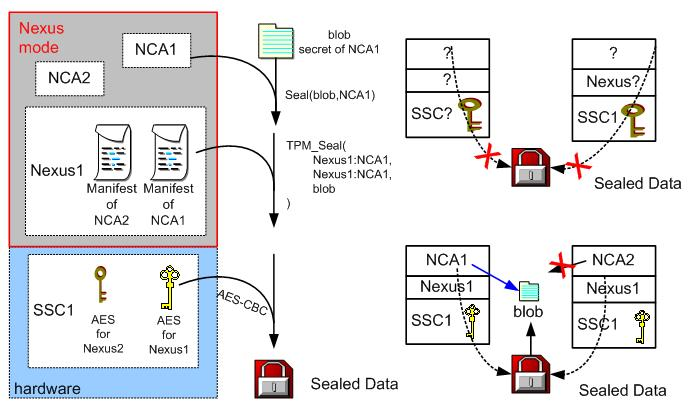 Nexus
mode
NCA1
NCA2
Nexus1
Manifest
of
NCA2
Manifest
of
NCA1
SSC1
AES
for
Nexus2
AES
for
Nexus1
hardware
blob
secret of NCA1
Seal(blob,NCA1)
TPM_Seal(
Nexus1:NCA1,
Nexus1:NCA1,
blob
)
AES-CBC
Sealed Data
?
?
SSC?
?
Nexus?
SSC1
Sealed Data
NCA1
Nexus1
SSC1
blob
NCA2
Nexus1
SSC1
Sealed Data